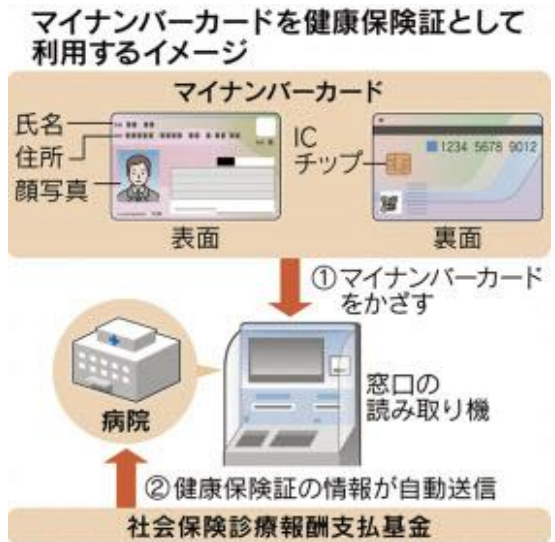 マイナンバーカードを健康保険証として
利用するイメージ
マイナンバーカード
氏名
住所
顔写真
表面
IC
チップ
1234 5678 9012
裏面
①マイナンバーカード
をかざす
病院
窓口の
読み取り機
②健康保険証の情報が自動送信
社会保険診療報酬支払基金